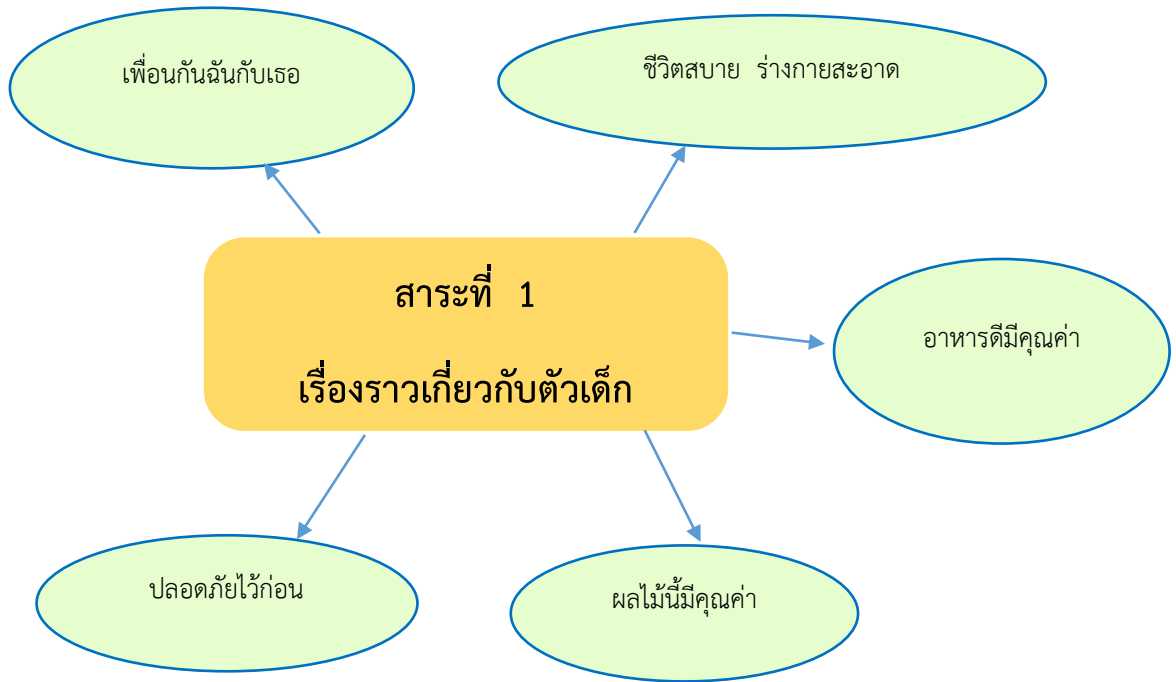 เพื่อนกันฉันกับเธอ
ชีวิตสบาย ร่างกายสะอาด
สาระที่ 1
เรื่องราวเกี่ยวกับตัวเด็ก
อาหารดีมีคุณค่า
ปลอดภัยไว้ก่อน
ผลไม้นี้มีคุณค่า